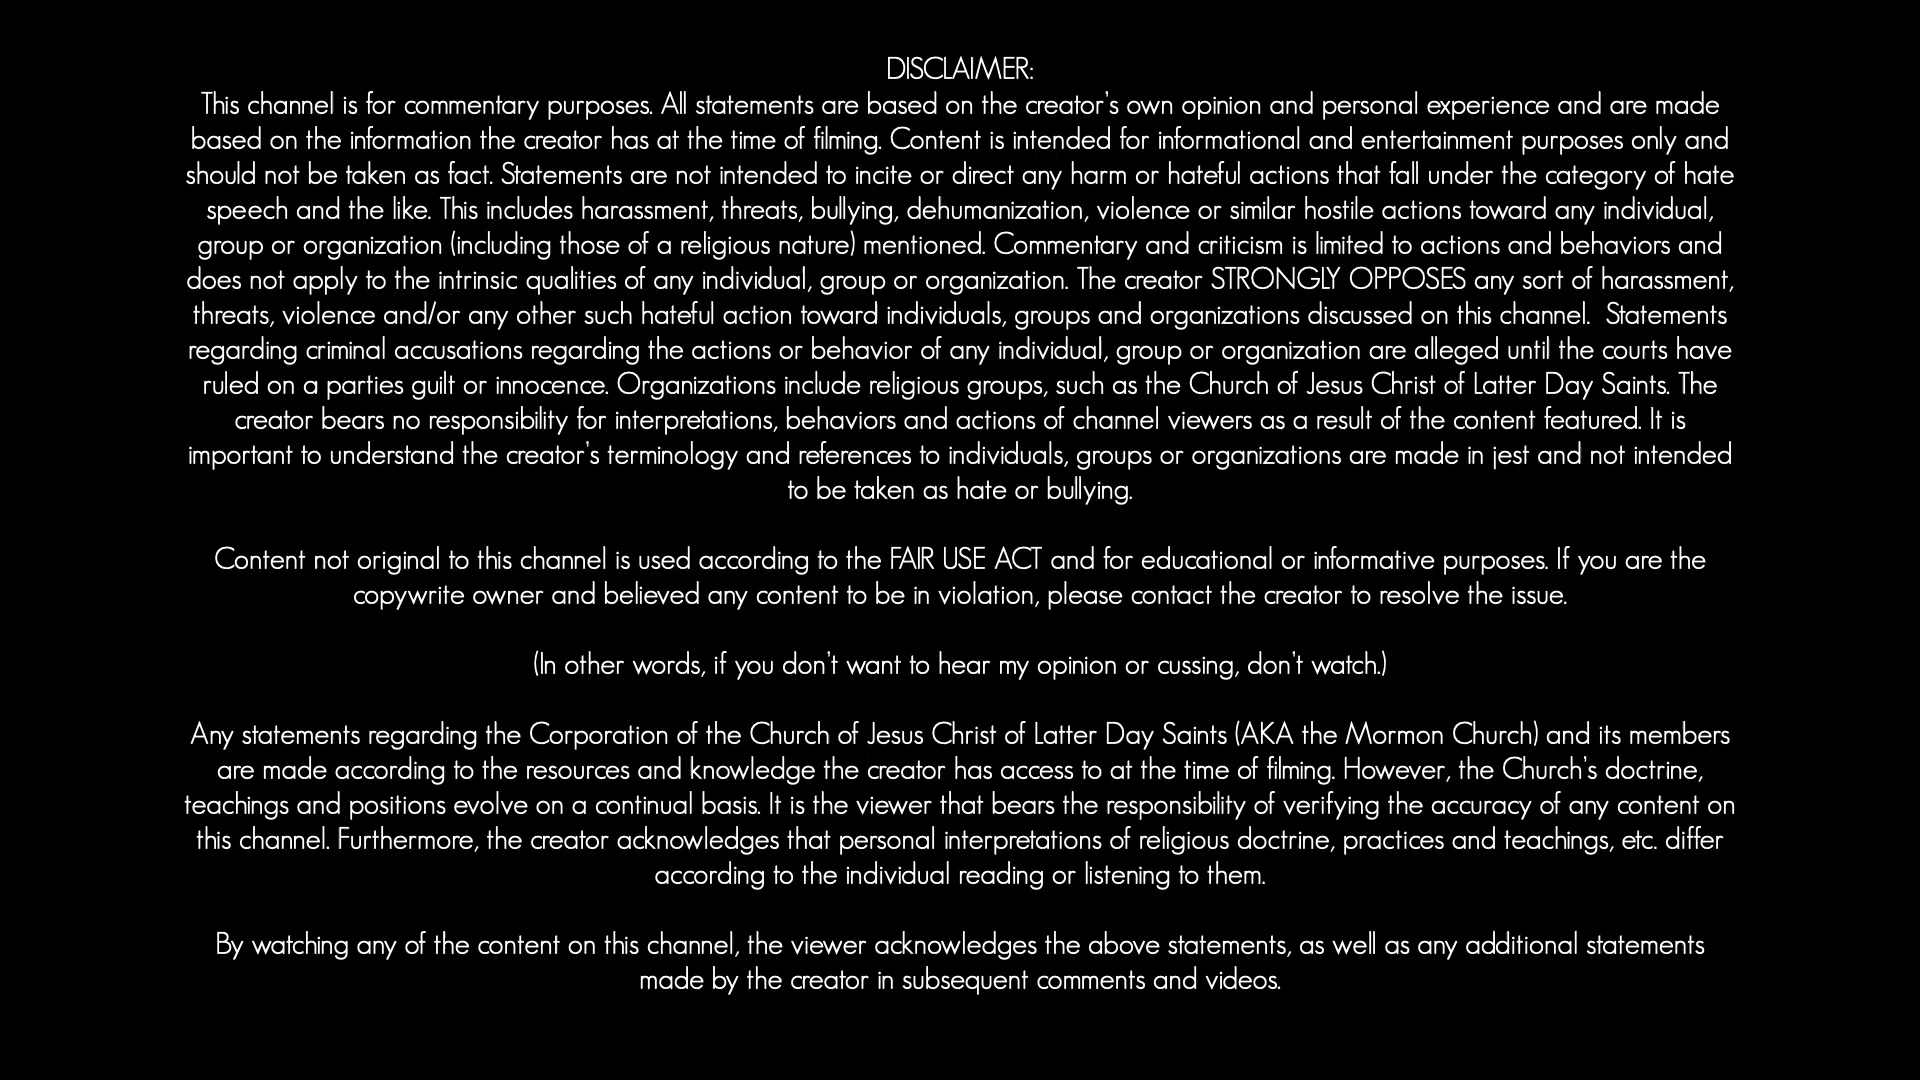 DISCLAIMER:
This channel is for commentary purposes. All statements are based on the creator's own opinion and personal experience and are made
based on the information the creator has at the time of filming. Content is intended for informational and entertainment purposes only and
should not be taken as fact. Statements are not intended to incite or direct any harm or hateful actions that fall under the category of hate
speech and the like. This includes harassment, threats, bullying, dehumanization, violence or similar hostile actions toward any individual,
group or organization (including those of a religious nature) mentioned. Commentary and criticism is limited to actions and behaviors and
does not apply to the intrinsic qualities of any individual, group or organization. The creator STRONGLY OPPOSES any sort of harassment,
threats, violence and/or any other such hateful action toward individuals, groups and organizations discussed on this channel.  Statements
regarding criminal accusations regarding the actions or behavior of any individual, group or organization are alleged until the courts have
ruled on a parties guilt or innocence. Organizations include religious groups, such as the Church of Jesus Christ of Latter Day Saints. The
creator bears no responsibility for interpretations, behaviors and actions of channel viewers as a result of the content featured. It is
important to understand the creator's terminology and references to individuals, groups or organizations are made in jest and not intended
to be taken as hate or bullying.
Content not original to this channel is used according to the FAIR USE ACT and for educational or informative purposes. If you are the
copywrite owner and believed any content to be in violation, please contact the creator to resolve the issue.
(In other words, if you don't want to hear my opinion or cussing, don't watch.)
Any statements regarding the Corporation of the Church of Jesus Christ of Latter Day Saints (AKA the Mormon Church) and its members
are made according to the resources and knowledge the creator has access to at the time of filming. However, the Church's doctrine,
teachings and positions evolve on a continual basis. It is the viewer that bears the responsibility of verifying the accuracy of any content on
this channel. Furthermore, the creator acknowledges that personal interpretations of religious doctrine, practices and teachings, etc. differ
according to the individual reading or listening to them.
By watching any of the content on this channel, the viewer acknowledges the above statements, as well as any additional statements
made by the creator in subsequent comments and videos.